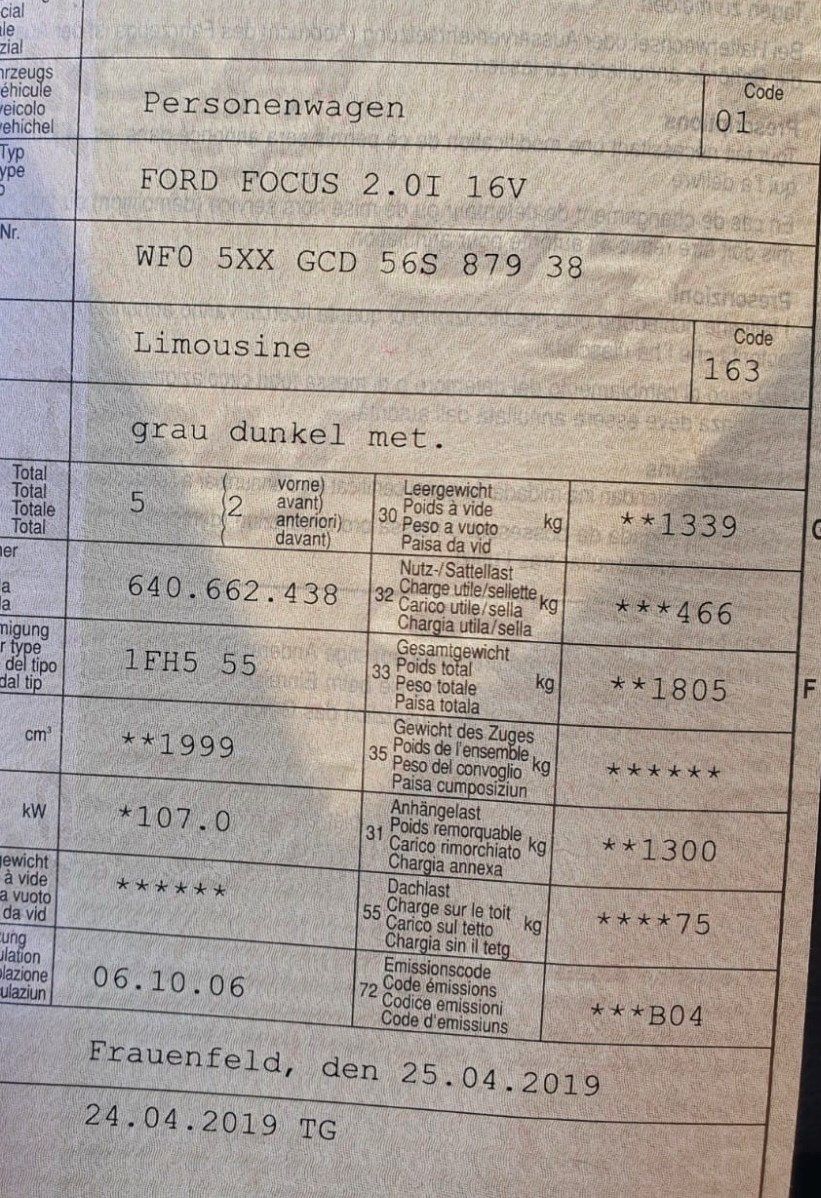 cial
ale
zial
hrzeugs
éhicule
veicolo
vehichel
Personenwagen
Code
01
Typ
ype
FORD FOCUS 2.0I 16V
Nr.
WF0 5XX GCD 56S 879 38
Limousine
Code
163
grau dunkel met.
Total
Total
Totale
Total
5
(2
vorne)
avant)
anteriori)
davant)
30
Leergewicht
Poids à vide
Peso a vuoto
Paisa da vid
kg
**1339
ner
a
la
640.662.438
32
Nutz-/Sattellast
Charge utile/sellette
Carico utile/sella
Chargia utila/sella
kg
***466
migung
r type
del tipo
dal tip
1FH5 55
33
Gesamtgewicht
Poids total
Peso totale
Paisa totala
kg
**1805
F
cm³
**1999
35
Gewicht des Zuges
Poids de l'ensemble
Peso del convoglio
Paisa cumposiziun
kg
******
kW
*107.0
31
Anhängelast
Poids remorquable
Carico rimorchiato
Chargia annexa
kg
**1300
gewicht
à vide
a vuoto
da vid
******
55
Dachlast
Charge sur le toit
Carico sul tetto
Chargia sin il tetg
kg
****75
ung
ulation
olazione
ulaziun
06.10.06
72
Emissionscode
Code émissions
Codice emissioni
Code d'emissiuns
***B04
Frauenfeld, den 25.04.2019
24.04.2019 TG